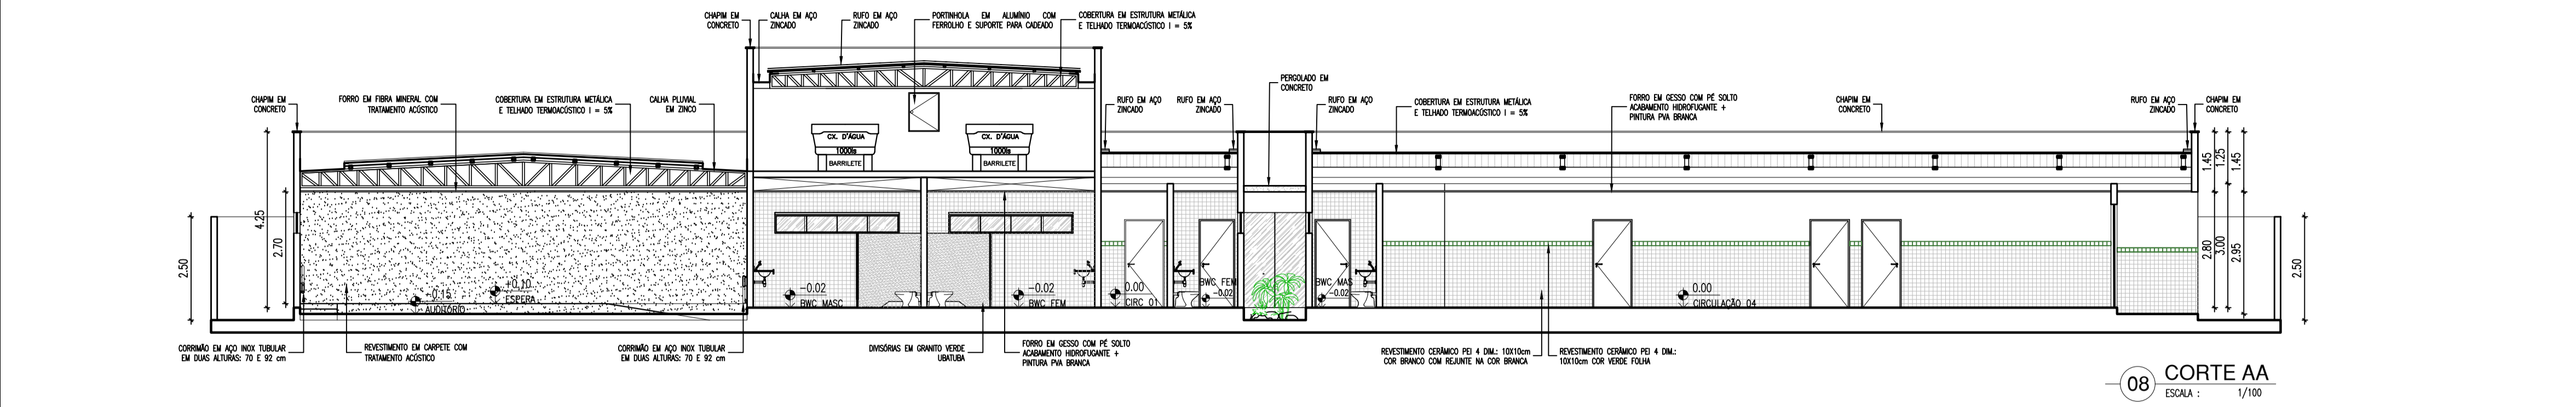 CHAPIM EM
CONCRETO
CALHA EM AÇO
ZINCADO
RUFO EM AÇO
ZINCADO
PORTINHOLA EM ALUMÍNIO COM
FERROLHO E SUPORTE PARA CADEADO
COBERTURA EM ESTRUTURA METÁLICA
E TELHADO TERMOACÚSTICO I = 5%
CHAPIM EM
CONCRETO
FORRO EM FIBRA MINERAL COM
TRATAMENTO ACÚSTICO
COBERTURA EM ESTRUTURA METÁLICA
E TELHADO TERMOACÚSTICO I = 5%
CALHA PLUVIAL
EM ZINCO
RUFO EM AÇO
ZINCADO
RUFO EM AÇO
ZINCADO
PERGOLADO EM
CONCRETO
RUFO EM AÇO
ZINCADO
COBERTURA EM ESTRUTURA METÁLICA
E TELHADO TERMOACÚSTICO I = 5%
FORRO EM GESSO COM PÉ SOLTO
ACABAMENTO HIDROFUGANTE +
PINTURA PVA BRANCA
CHAPIM EM
CONCRETO
RUFO EM AÇO
ZINCADO
CHAPIM EM
CONCRETO
CX. D'ÁGUA
1000ls
BARRILETE
CX. D'ÁGUA
1000ls
BARRILETE
2.50
4.25
2.70
1.45
1.25
1.45
2.80
3.00
2.95
2.50
-0.15
AUDITÓRIO
+0.10
ESPERA
-0.02
BWC MASC
-0.02
BWC FEM
0.00
CIRC 01
BWC FEM
-0.02
BWC MAS
-0.02
0.00
CIRCULAÇÃO 04
CORRIMÃO EM AÇO INOX TUBULAR
EM DUAS ALTURAS: 70 E 92 cm
REVESTIMENTO EM CARPETE COM
TRATAMENTO ACÚSTICO
CORRIMÃO EM AÇO INOX TUBULAR
EM DUAS ALTURAS: 70 E 92 cm
DIVISÓRIAS EM GRANITO VERDE
UBATUBA
FORRO EM GESSO COM PÉ SOLTO
ACABAMENTO HIDROFUGANTE +
PINTURA PVA BRANCA
REVESTIMENTO CERÂMICO PEI 4 DIM.: 10X10cm
COR BRANCO COM REJUNTE NA COR BRANCA
REVESTIMENTO CERÂMICO PEI 4 DIM.:
10X10cm COR VERDE FOLHA
08 CORTE AA
ESCALA : 1/100